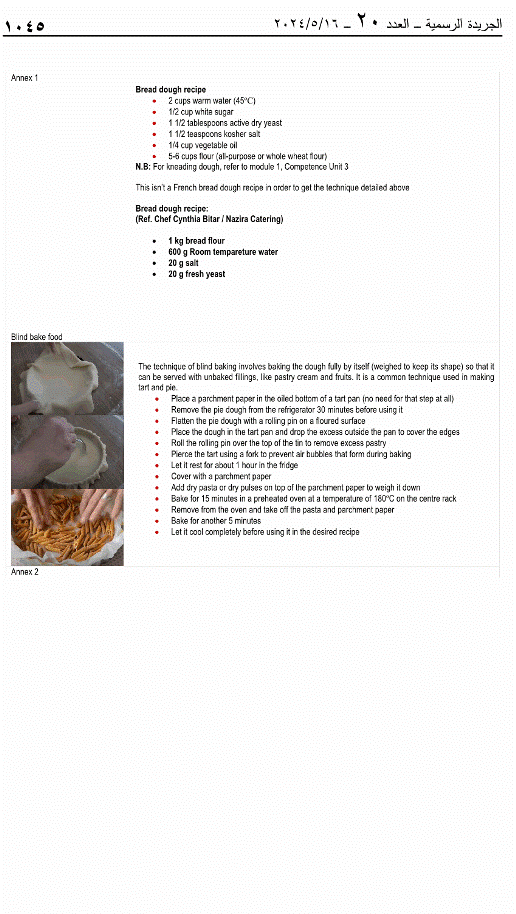 الجريدة الرسمية – العدد ٢٠ – ٢٠٢٤/٥/١٦
١٠٤٥
Annex 1
Bread dough recipe
• 2 cups warm water (45°C)
• 1/2 cup white sugar
• 1 1/2 tablespoons active dry yeast
• 1 1/2 teaspoons kosher salt
• 1/4 cup vegetable oil
• 5-6 cups flour (all-purpose or whole wheat flour)
N.B: For kneading dough, refer to module 1, Competence Unit 3
This isn't a French bread dough recipe in order to get the technique detailed above
Bread dough recipe:
(Ref. Chef Cynthia Bitar / Nazira Catering)
• 1 kg bread flour
• 600 g Room tempareture water
• 20 g salt
• 20 g fresh yeast
Blind bake food
The technique of blind baking involves baking the dough fully by itself (weighed to keep its shape) so that it
can be served with unbaked fillings, like pastry cream and fruits. It is a common technique used in making
tart and pie.
• Place a parchment paper in the oiled bottom of a tart pan (no need for that step at all)
• Remove the pie dough from the refrigerator 30 minutes before using it
• Flatten the pie dough with a rolling pin on a floured surface
• Place the dough in the tart pan and drop the excess outside the pan to cover the edges
• Roll the rolling pin over the top of the tin to remove excess pastry
• Pierce the tart using a fork to prevent air bubbles that form during baking
• Let it rest for about 1 hour in the fridge
• Cover with a parchment paper
• Add dry pasta or dry pulses on top of the parchment paper to weigh it down
• Bake for 15 minutes in a preheated oven at a temperature of 180°C on the centre rack
• Remove from the oven and take off the pasta and parchment paper
• Bake for another 5 minutes
• Let it cool completely before using it in the desired recipe
Annex 2